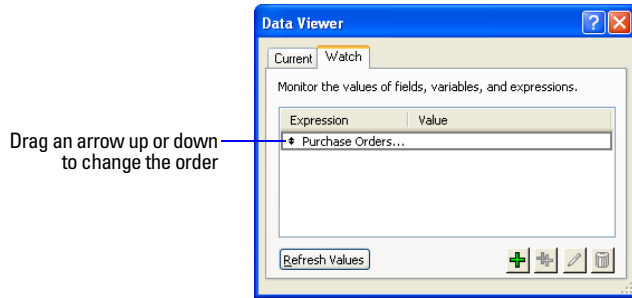 Data Viewer
Current Watch
Monitor the values of fields, variables, and expressions.
Expression Value
Drag an arrow up or down
to change the order
Purchase Orders...
Refresh Values